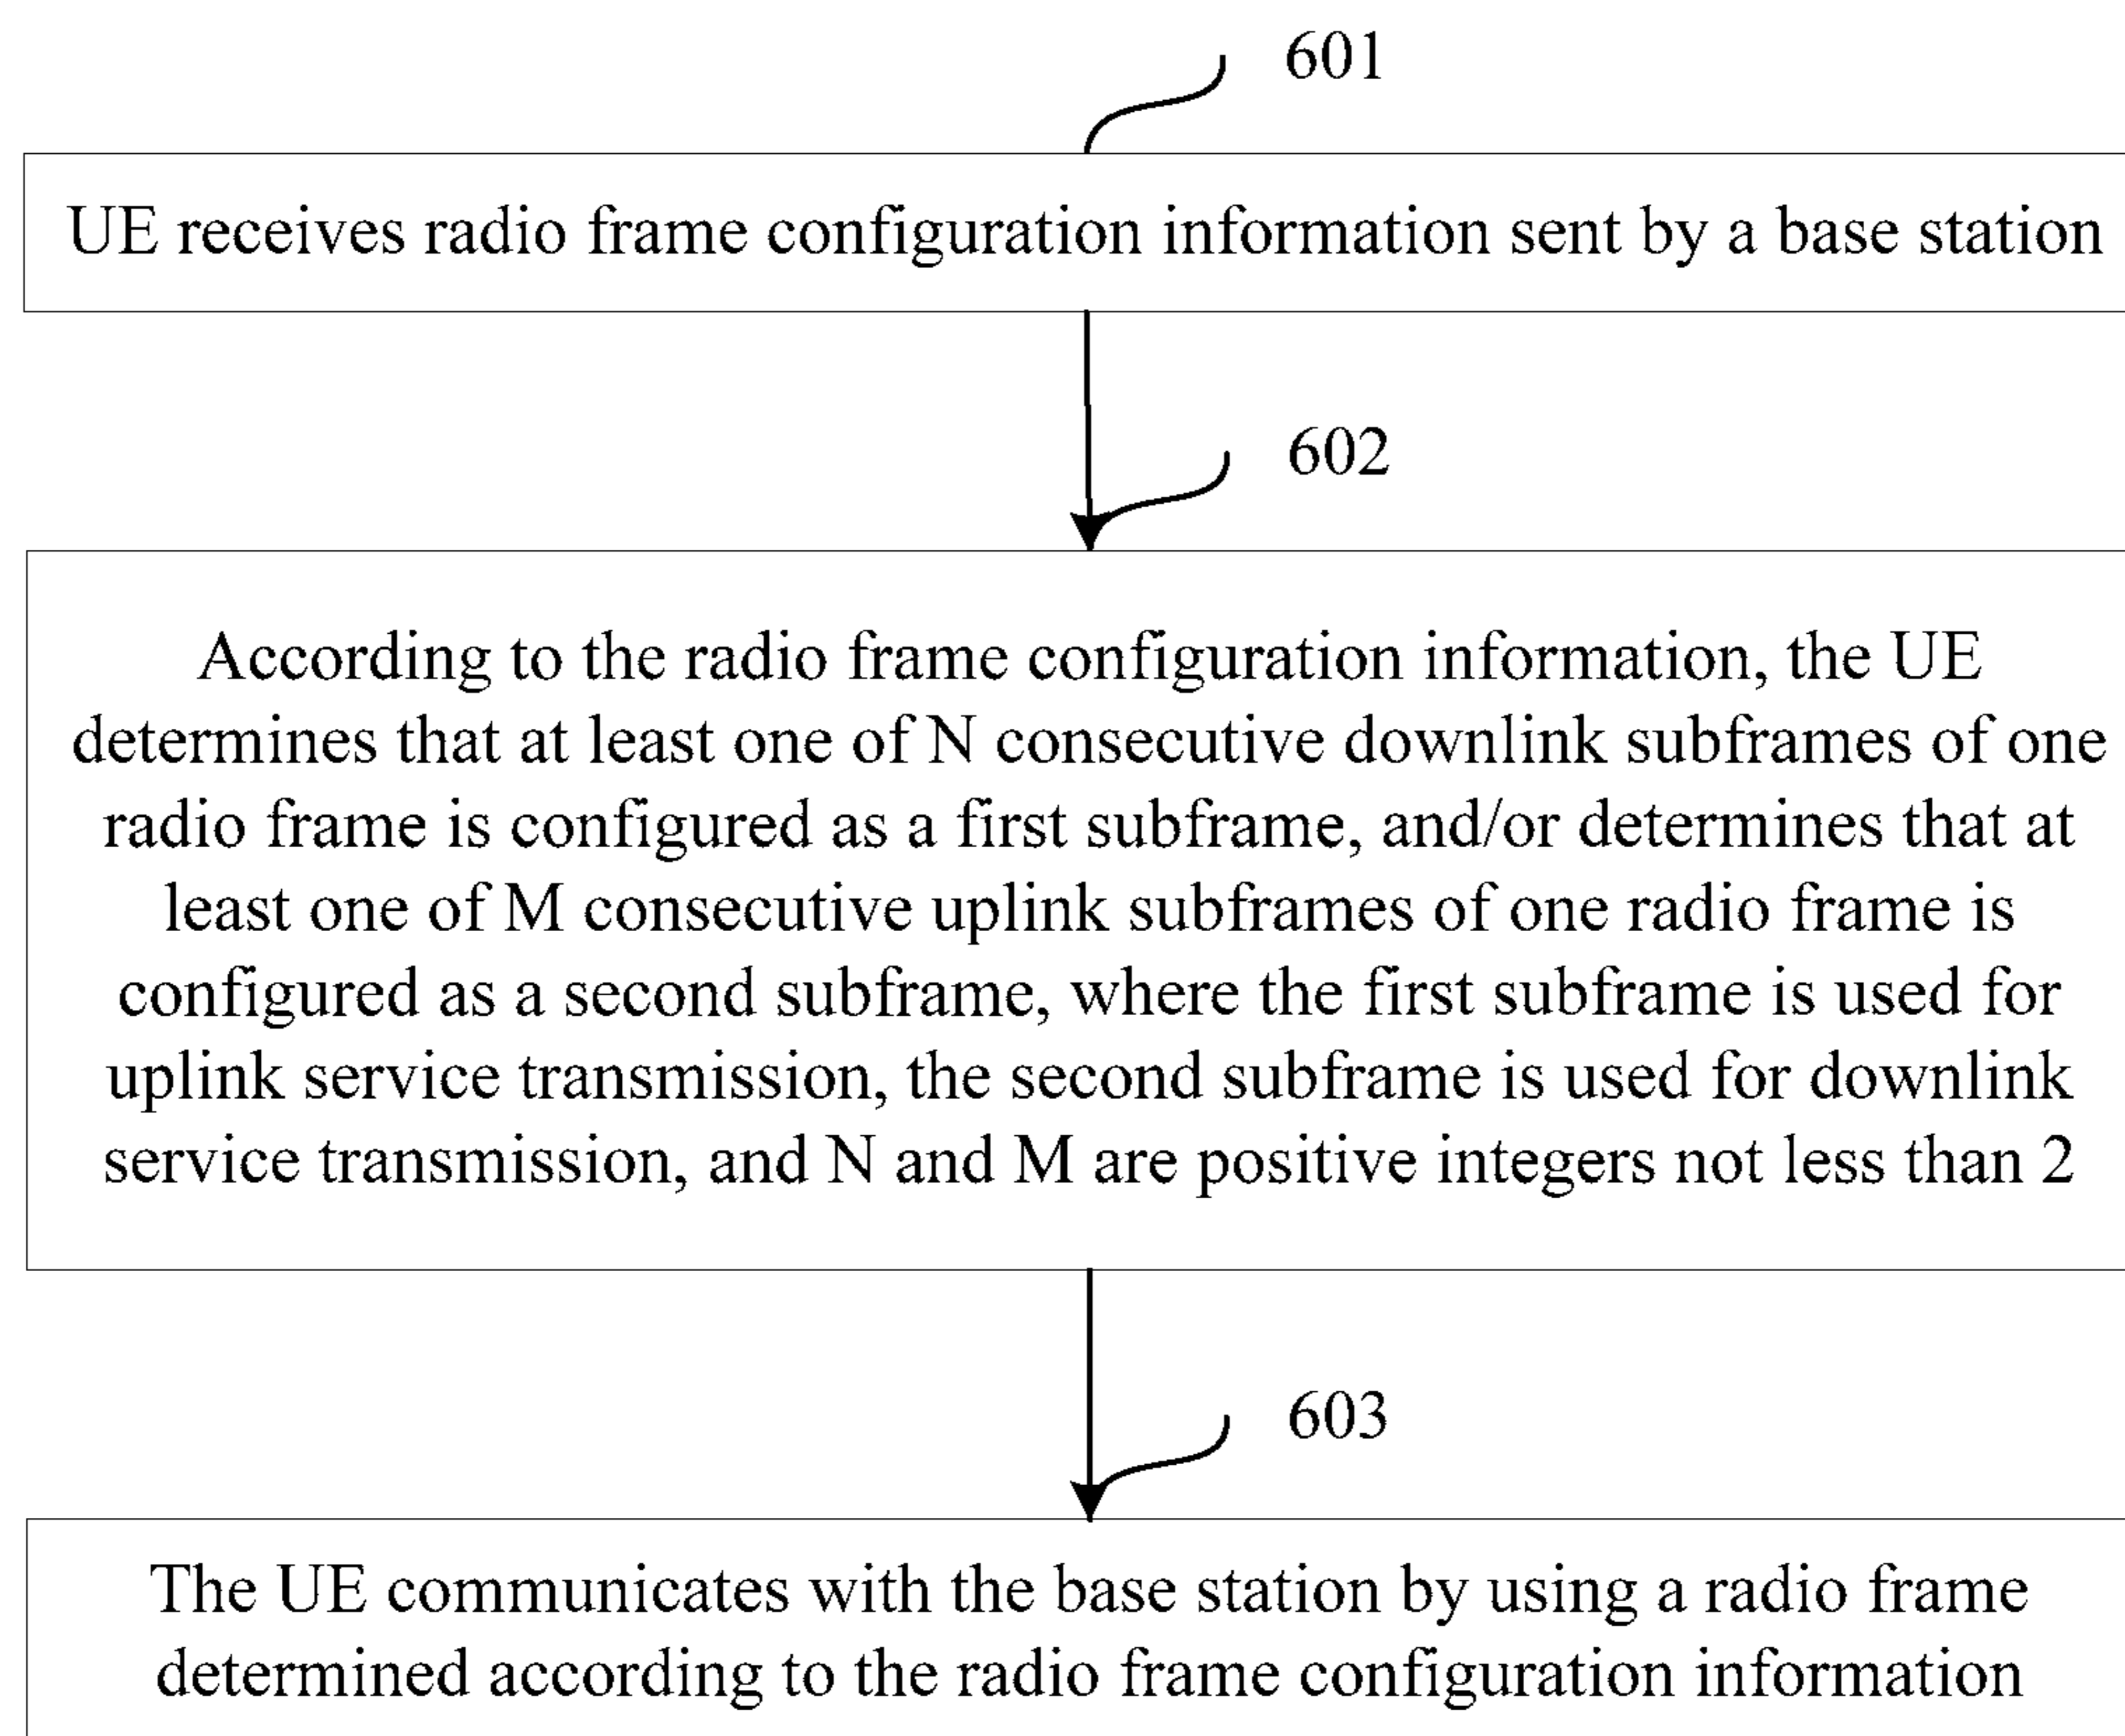 601
UE receives radio frame configuration information sent by a base station
602
According to the radio frame configuration information, the UE
determines that at least one of N consecutive downlink subframes of one
radio frame is configured as a first subframe, and/or determines that at
least one of M consecutive uplink subframes of one radio frame is
configured as a second subframe, where the first subframe is used for
uplink service transmission, the second subframe is used for downlink
service transmission, and N and M are positive integers not less than 2
603
The UE communicates with the base station by using a radio frame
determined according to the radio frame configuration information